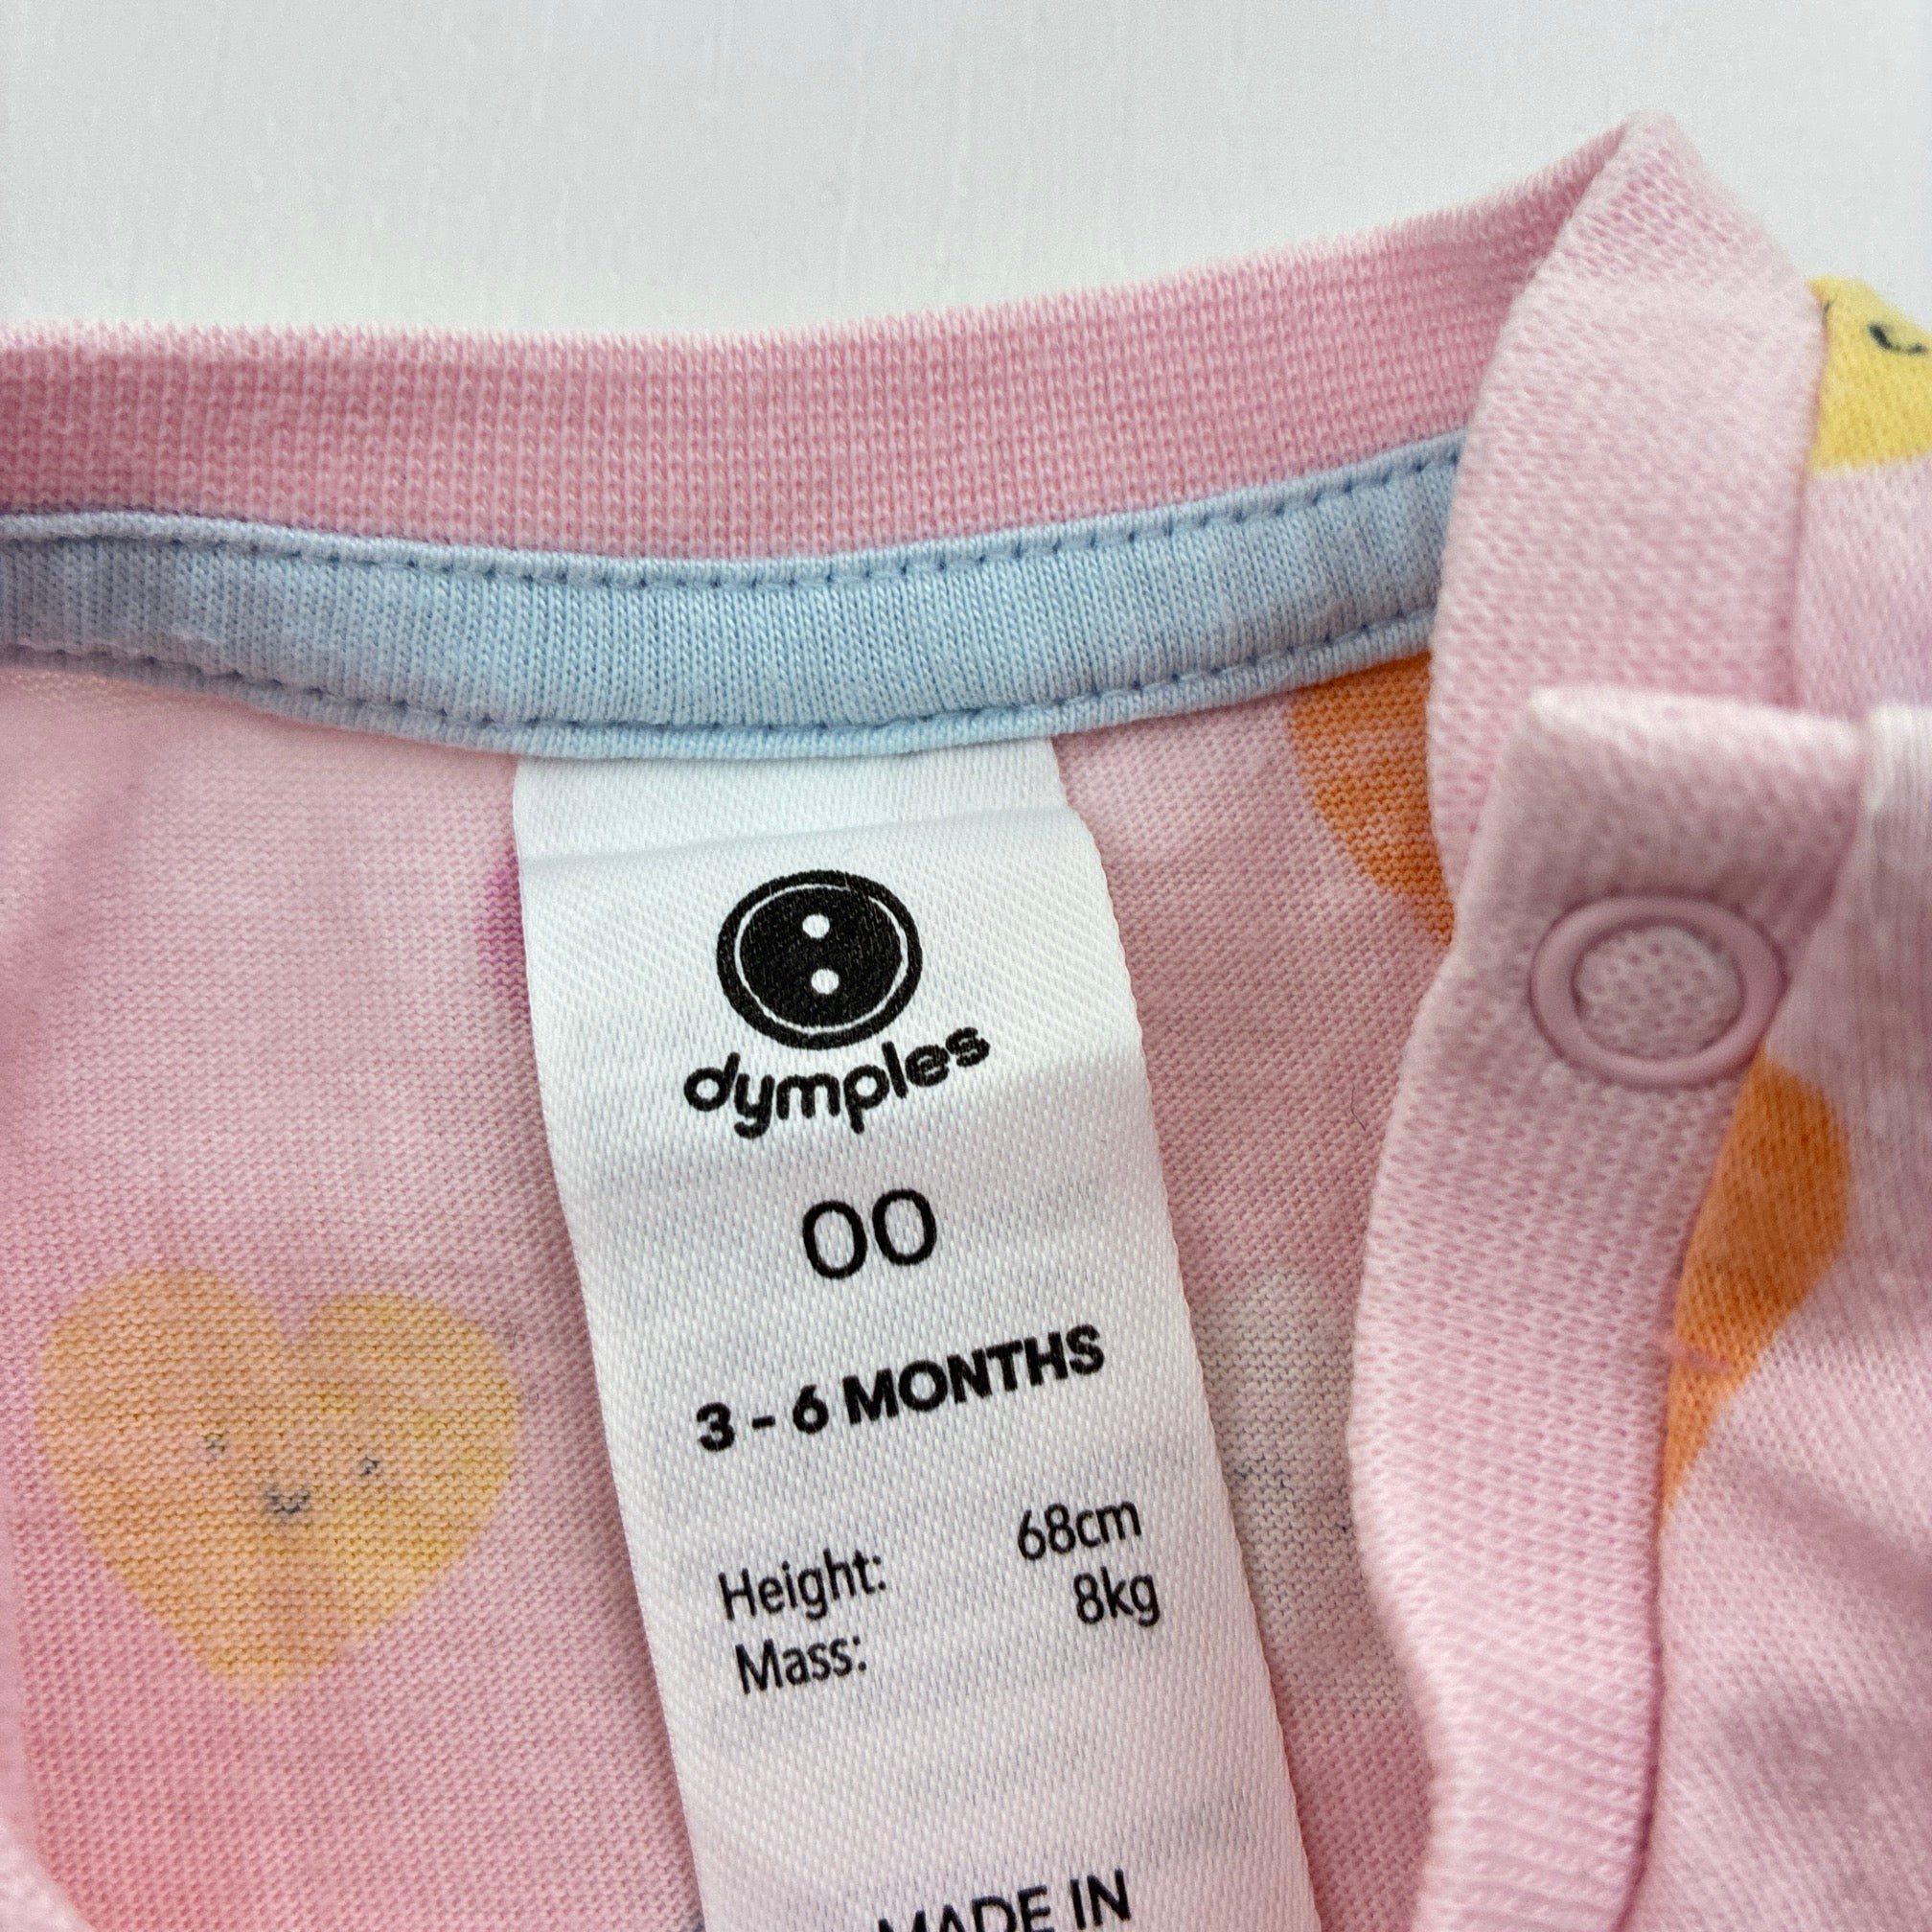 dymples
00
3 - 6 MONTHS
Height: 68cm
Mass: 8kg
MADE IN